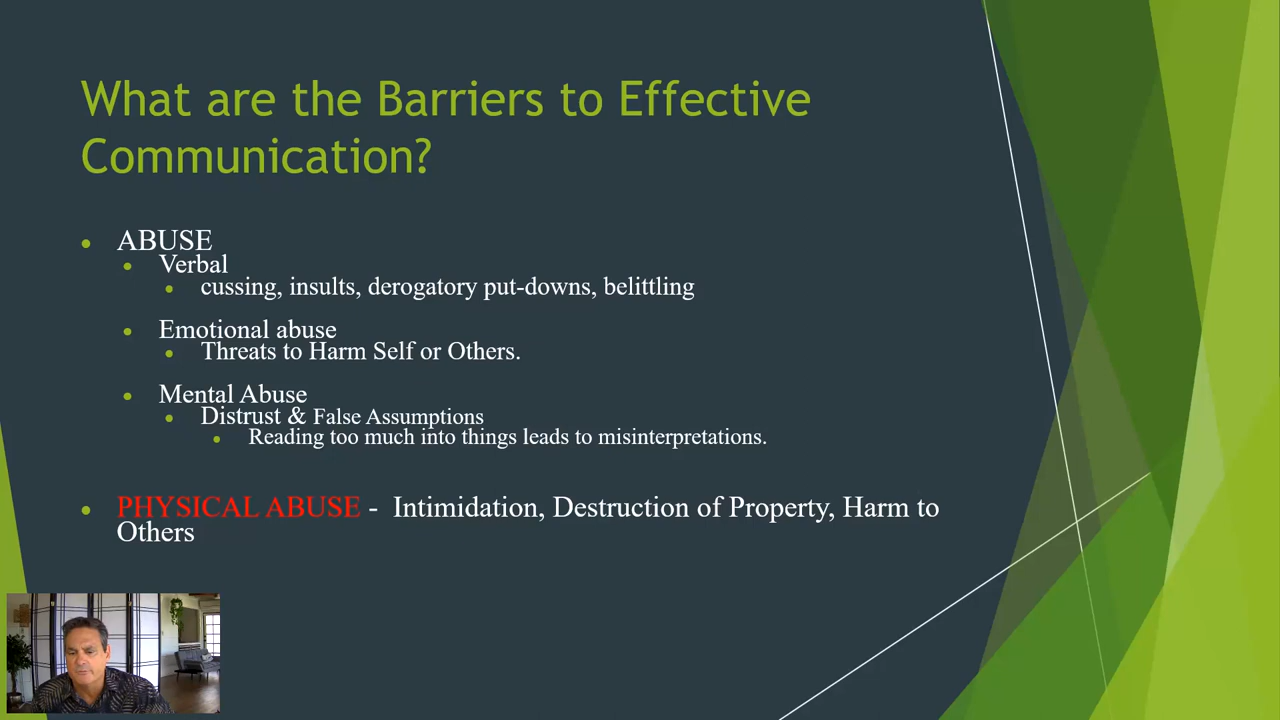 What are the Barriers to Effective
Communication?
ABUSE
Verbal
cussing, insults, derogatory put-downs, belittling
Emotional abuse
Threats to Harm Self or Others.
Mental Abuse
Distrust & False Assumptions
Reading too much into things leads to misinterpretations.
PHYSICAL ABUSE - Intimidation, Destruction of Property, Harm to
Others